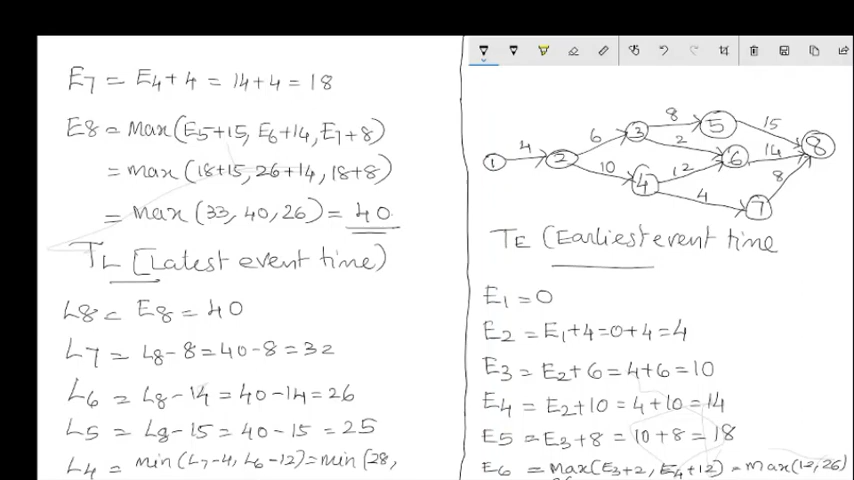 E7 = E4 + 4 = 14 + 4 = 18
E8 = Max(E5+15, E6+14, E7+8)
= max (18+15, 26+14, 18+8)
= max (33, 40, 26) = 40
TL [Latest event time)
L8 = E8 = 40
L7 = L8 - 8 = 40 - 8 = 32
L6 = L8 - 14 = 40 - 14 = 26
L5 = L8 - 15 = 40 - 15 = 25
L4 = min (L7-4, L6-12) = min (28,
1 4 2 6 3 8 5 15 8
10 4 2 12 6 14
4 7 8
TE (Earliest event time
E1 = 0
E2 = E1 + 4 = 0 + 4 = 4
E3 = E2 + 6 = 4 + 6 = 10
E4 = E2 + 10 = 4 + 10 = 14
E5 = E3 + 8 = 10 + 8 = 18
E6 = max(E3+2, E4+12) = max(12, 26)